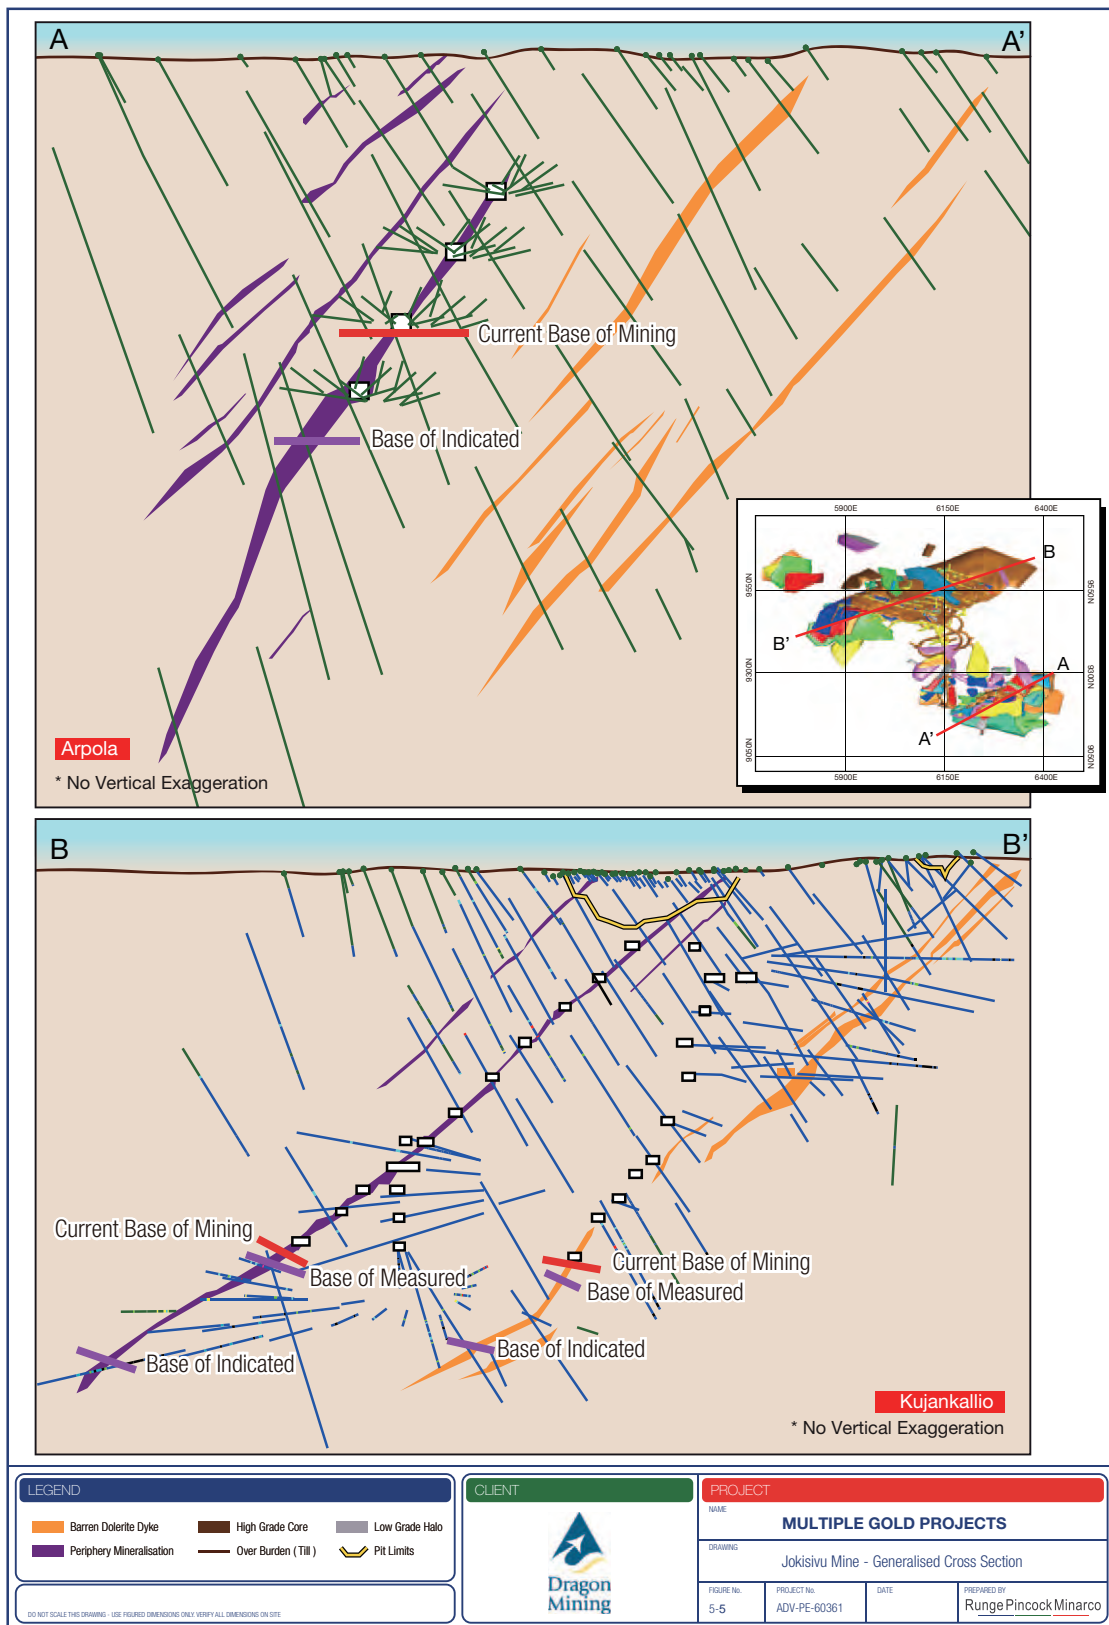 A
A’
Current Base of Mining
Base of Indicated
Arpola
* No Vertical Exaggeration
5900E
6150E
6400E
9550N
9550N
B
B’
9300N
9300N
A
A’
9050N
9050N
5900E
6150E
6400E
B
B’
Current Base of Mining
Base of Measured
Base of Indicated
Current Base of Mining
Base of Measured
Base of Indicated
Kujankallio
* No Vertical Exaggeration
LEGEND
Barren Dolerite Dyke
High Grade Core
Low Grade Halo
Periphery Mineralisation
Over Burden ( Till )
Pit Limits
DO NOT SCALE THIS DRAWING - USE FIGURED DIMENSIONS ONLY. VERIFY ALL DIMENSIONS ON SITE
CLIENT
Dragon
Mining
PROJECT
NAME
MULTIPLE GOLD PROJECTS
DRAWING
Jokisivu Mine - Generalised Cross Section
FIGURE No.
5-5
PROJECT No.
ADV-PE-60361
DATE
PREPARED BY
Runge Pincock Minarco